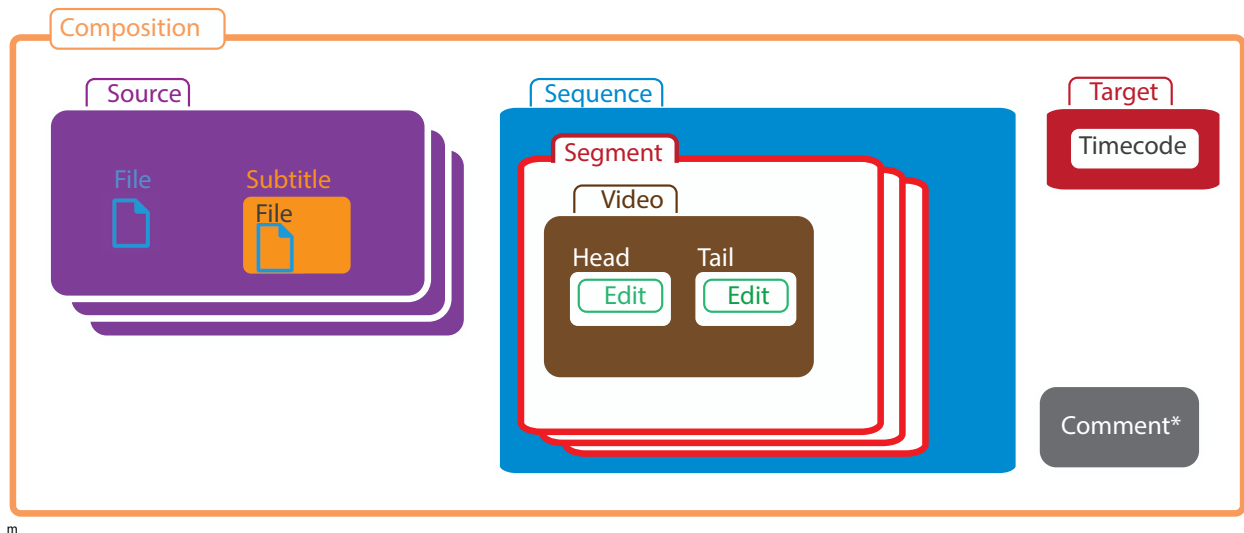 Composition
Source
File
Subtitle
File
Sequence
Segment
Video
Head
Tail
Edit
Edit
Target
Timecode
Comment*
m